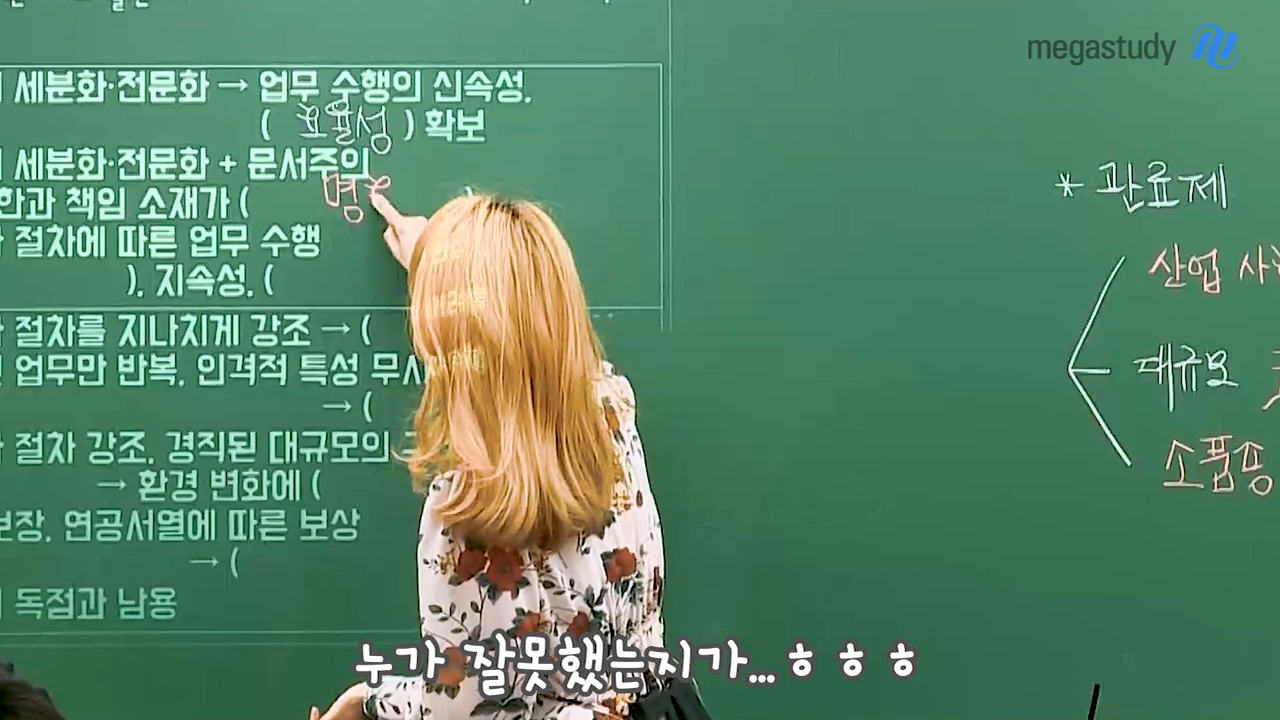 megastudy
세분화·전문화 → 업무 수행의 신속성,
( 효율성 ) 확보
세분화·전문화 + 문서주의
명
한과 책임 소재가 (
절차에 따른 업무 수행
), 지속성, (
절차를 지나치게 강조 → (
업무만 반복, 인격적 특성 무시
→ (
절차 강조, 경직된 대규모의
→ 환경 변화에 (
보장, 연공서열에 따른 보상
→ (
독점과 남용
* 관료제
산업 사
대규모
소품종
누가 잘못했는지가...ㅎㅎㅎ